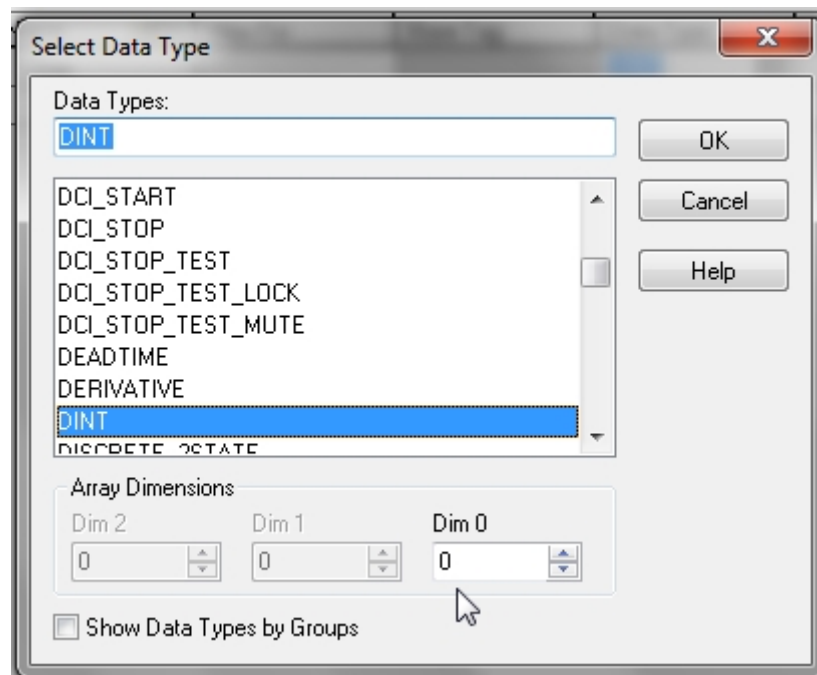 Select Data Type
Data Types:
DINT
OK
DCI_START
Cancel
DCI_STOP
DCI_STOP_TEST
Help
DCI_STOP_TEST_LOCK
DCI_STOP_TEST_MUTE
DEADTIME
DERIVATIVE
DINT
DISCRETE_2STATE
Array Dimensions
Dim 2 Dim 1 Dim 0
0 0 0
Show Data Types by Groups